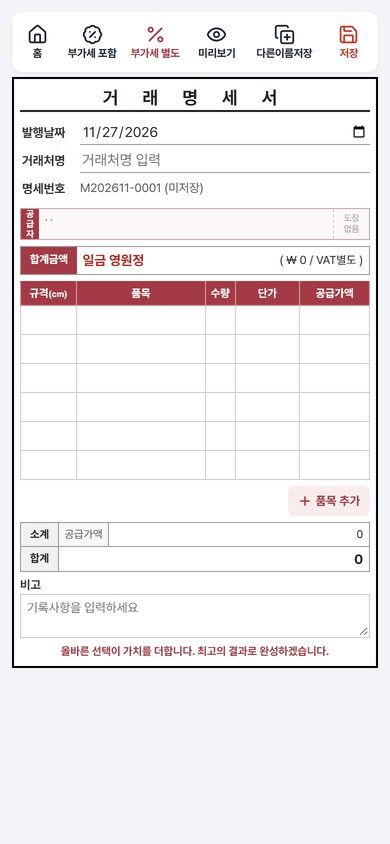 홈 부가세 포함 부가세 별도 미리보기 다른이름저장 저장
거 래 명 세 서
발행날짜 11/27/2026
거래처명 거래처명 입력
명세번호 M202611-0001 (미저장)
공급자 · · 도장 없음
합계금액 일금 영원정 ( ₩ 0 / VAT별도 )
규격(cm) 품목 수량 단가 공급가액
+ 품목 추가
소계 공급가액 0
합계 0
비고
기록사항을 입력하세요
올바른 선택이 가치를 더합니다. 최고의 결과로 완성하겠습니다.